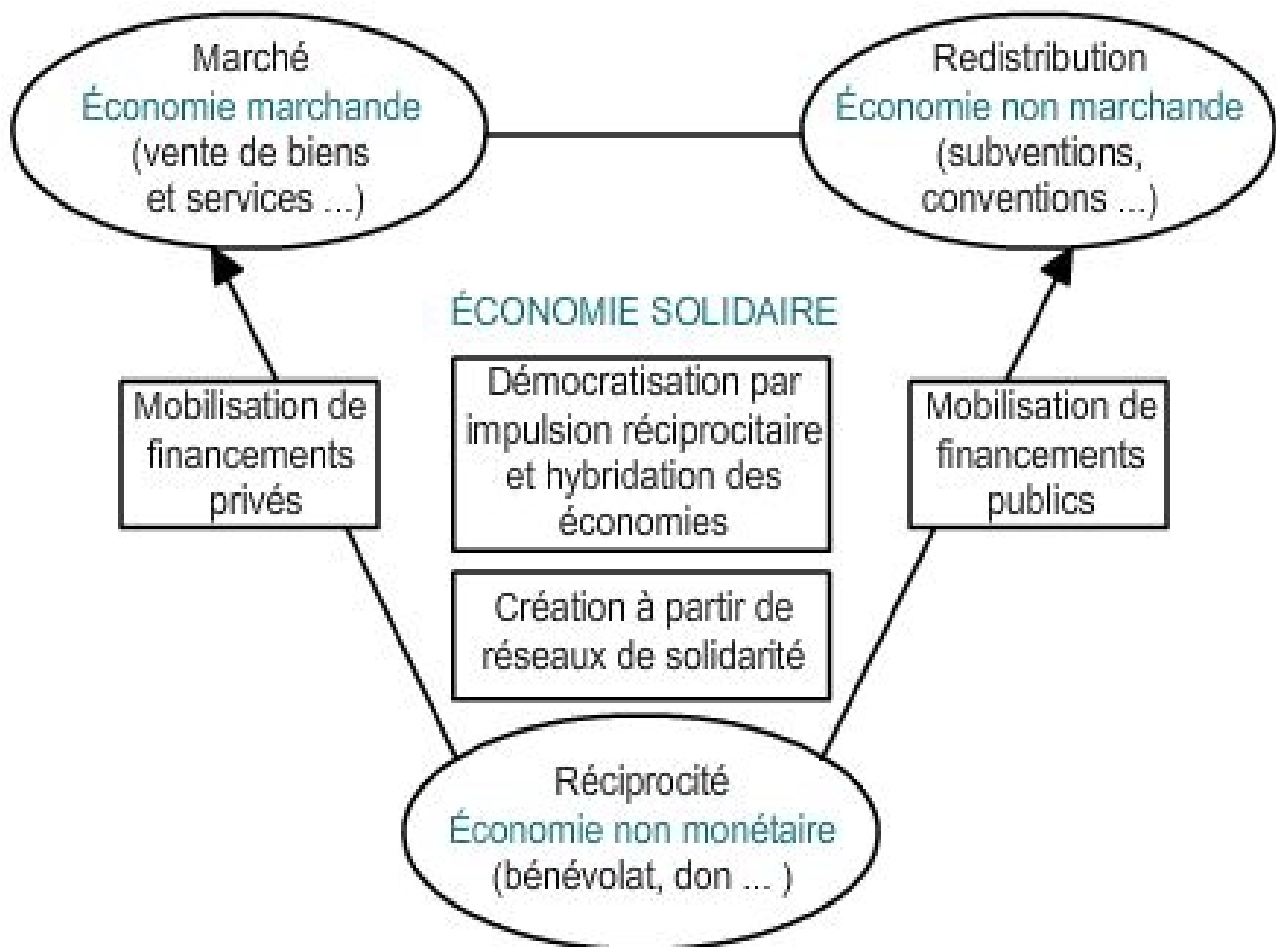 Marché
Économie marchande
(vente de biens
et services ...)
Redistribution
Économie non marchande
(subventions,
conventions ...)
ÉCONOMIE SOLIDAIRE
Mobilisation de
financements
privés
Démocratisation par
impulsion réciprocitaire
et hybridation des
économies
Mobilisation de
financements
publics
Création à partir de
réseaux de solidarité
Réciprocité
Économie non monétaire
(bénévolat, don ... )